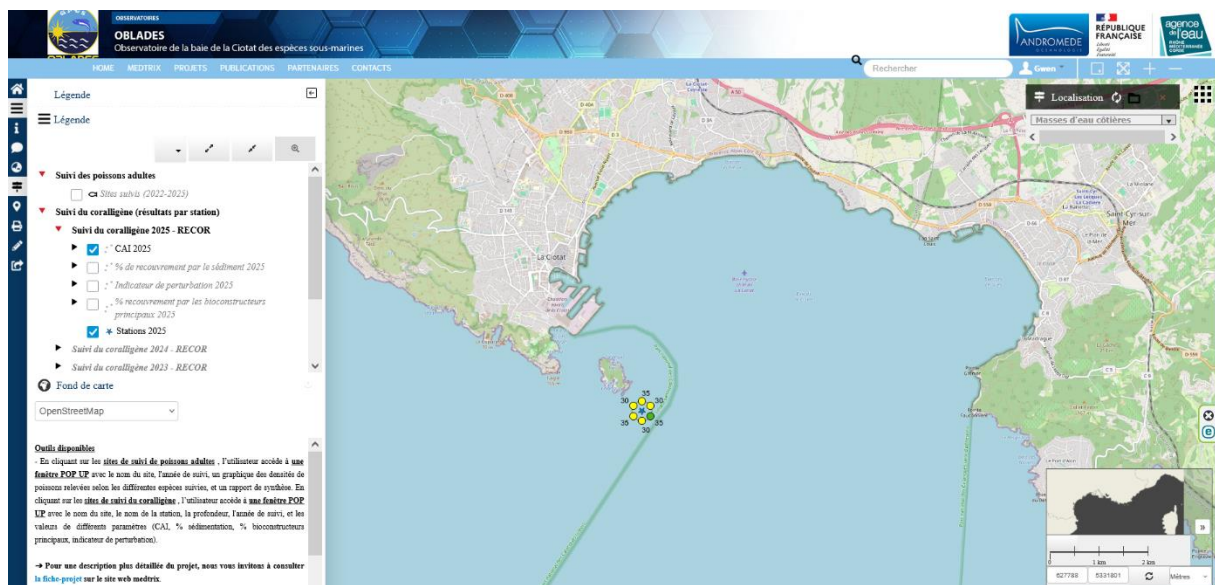 OBSERVATOIRES
OBLADES
Observatoire de la baie de la Ciotat des espèces sous-marines
ANDROMEDE
RÉPUBLIQUE
FRANÇAISE
Liberté
Égalité
Fraternité
agence
de l'eau
HOME MEDTRIX PROJETS PUBLICATIONS PARTENAIRES CONTACTS
Rechercher
Gwen
Légende
Légende
Localisation
Masses d'eau côtières
Suivi des poissons adultes
Sites suivis (2022-2025)
Suivi du coralligène (résultats par station)
Suivi du coralligène 2025 - RECOR
CAI 2025
% de recouvrement par le sédiment 2025
Indicateur de perturbation 2025
% recouvrement par les bioconstructeurs
principaux 2025
Stations 2025
Suivi du coralligène 2024 - RECOR
Suivi du coralligène 2023 - RECOR
Fond de carte
OpenStreetMap
Outils disponibles
- En cliquant sur les sites de suivi de poissons adultes , l'utilisateur accède à une
fenêtre POP UP avec le nom du site, l'année de suivi, un graphique des densités de
poissons relevées selon les différentes espèces suivies, et un rapport de synthèse. En
cliquant sur les sites de suivi du coralligène , l'utilisateur accède à une fenêtre POP
UP avec le nom du site, le nom de la station, la profondeur, l'année de suivi, et les
valeurs de différents paramètres (CAI, % sédimentation, % bioconstructeurs
principaux, indicateur de perturbation).
➔ Pour une description plus détaillée du projet, nous vous invitons à consulter
la fiche-projet sur le site web medtrix.
La Ciotat
Saint-Cyr-sur-
Mer
35
30 30
35 35
30
0 1 km 2 km
627788 5331801 Mètres